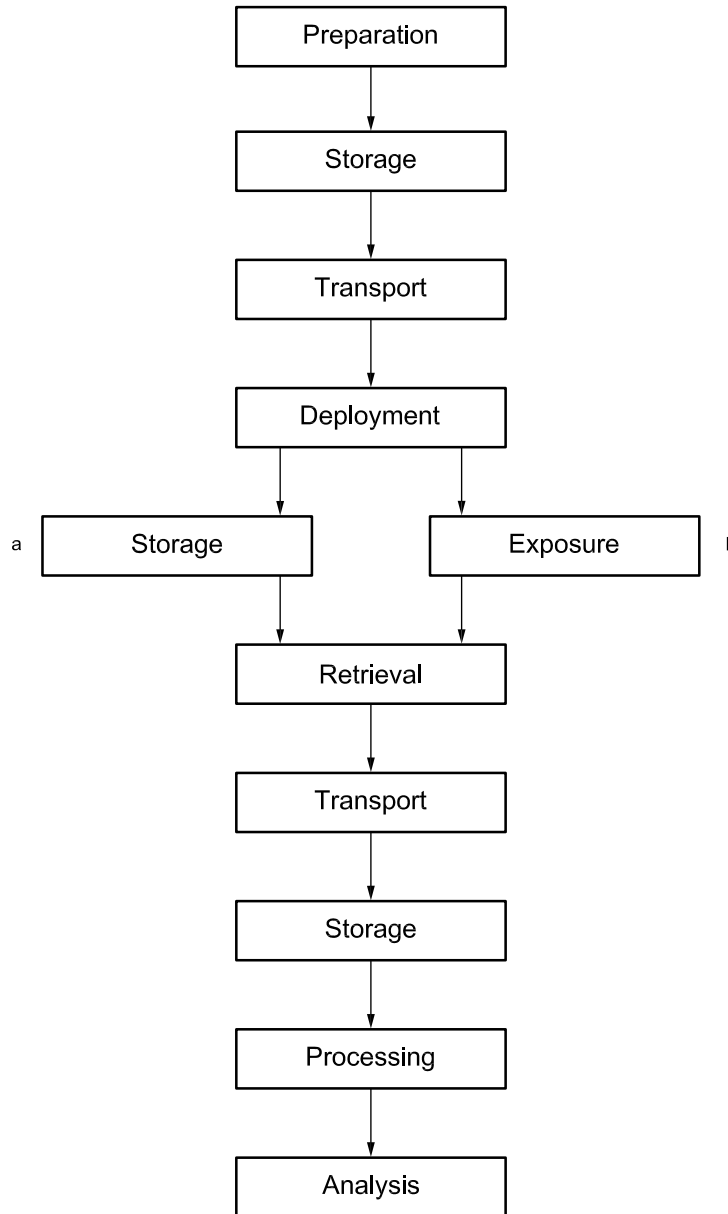 Preparation
Storage
Transport
Deployment
a
Storage
Exposure
Retrieval
Transport
Storage
Processing
Analysis